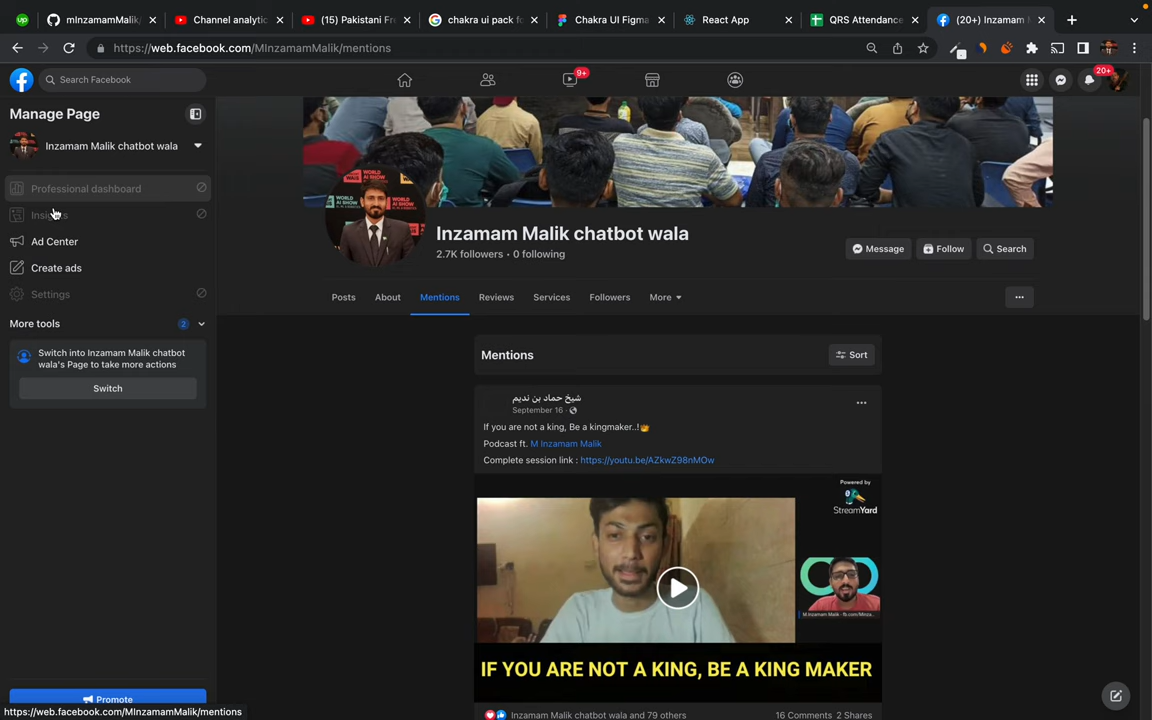 mInzamamMalik/
Channel analytic
(15) Pakistani Fr
chakra ui pack fo
Chakra UI Figma
React App
QRS Attendance
(20+) Inzamam M
https://web.facebook.com/MInzamamMalik/mentions
Search Facebook
9+
20+
Manage Page
Inzamam Malik chatbot wala
Professional dashboard
Insights
Ad Center
Create ads
Settings
More tools
2
Switch into Inzamam Malik chatbot
wala's Page to take more actions
Switch
Promote
https://web.facebook.com/MInzamamMalik/mentions
WORLD
AI SHOW
Inzamam Malik chatbot wala
2.7K followers • 0 following
Message
Follow
Search
Posts
About
Mentions
Reviews
Services
Followers
More
Mentions
Sort
شيخ حماد بن نديم
September 16 ·
If you are not a king, Be a kingmaker..!👑
Podcast ft. M Inzamam Malik
Complete session link : https://youtu.be/AZkwZ98nMOw
Powered by
StreamYard
IF YOU ARE NOT A KING, BE A KING MAKER
Inzamam Malik chatbot wala and 79 others
16 Comments 2 Shares